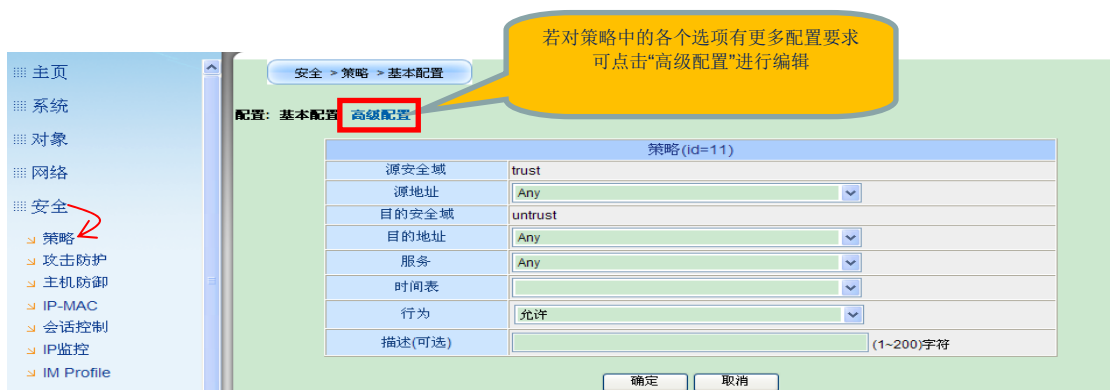 若对策略中的各个选项有更多配置要求
可点击“高级配置”进行编辑
主页
系统
对象
网络
安全
策略
攻击防护
主机防御
IP-MAC
会话控制
IP监控
IM Profile
安全 > 策略 > 基本配置
配置: 基本配置 高级配置
策略(id=11)
源安全域 trust
源地址 Any
目的安全域 untrust
目的地址 Any
服务 Any
时间表
行为 允许
描述(可选) (1~200)字符
确定 取消